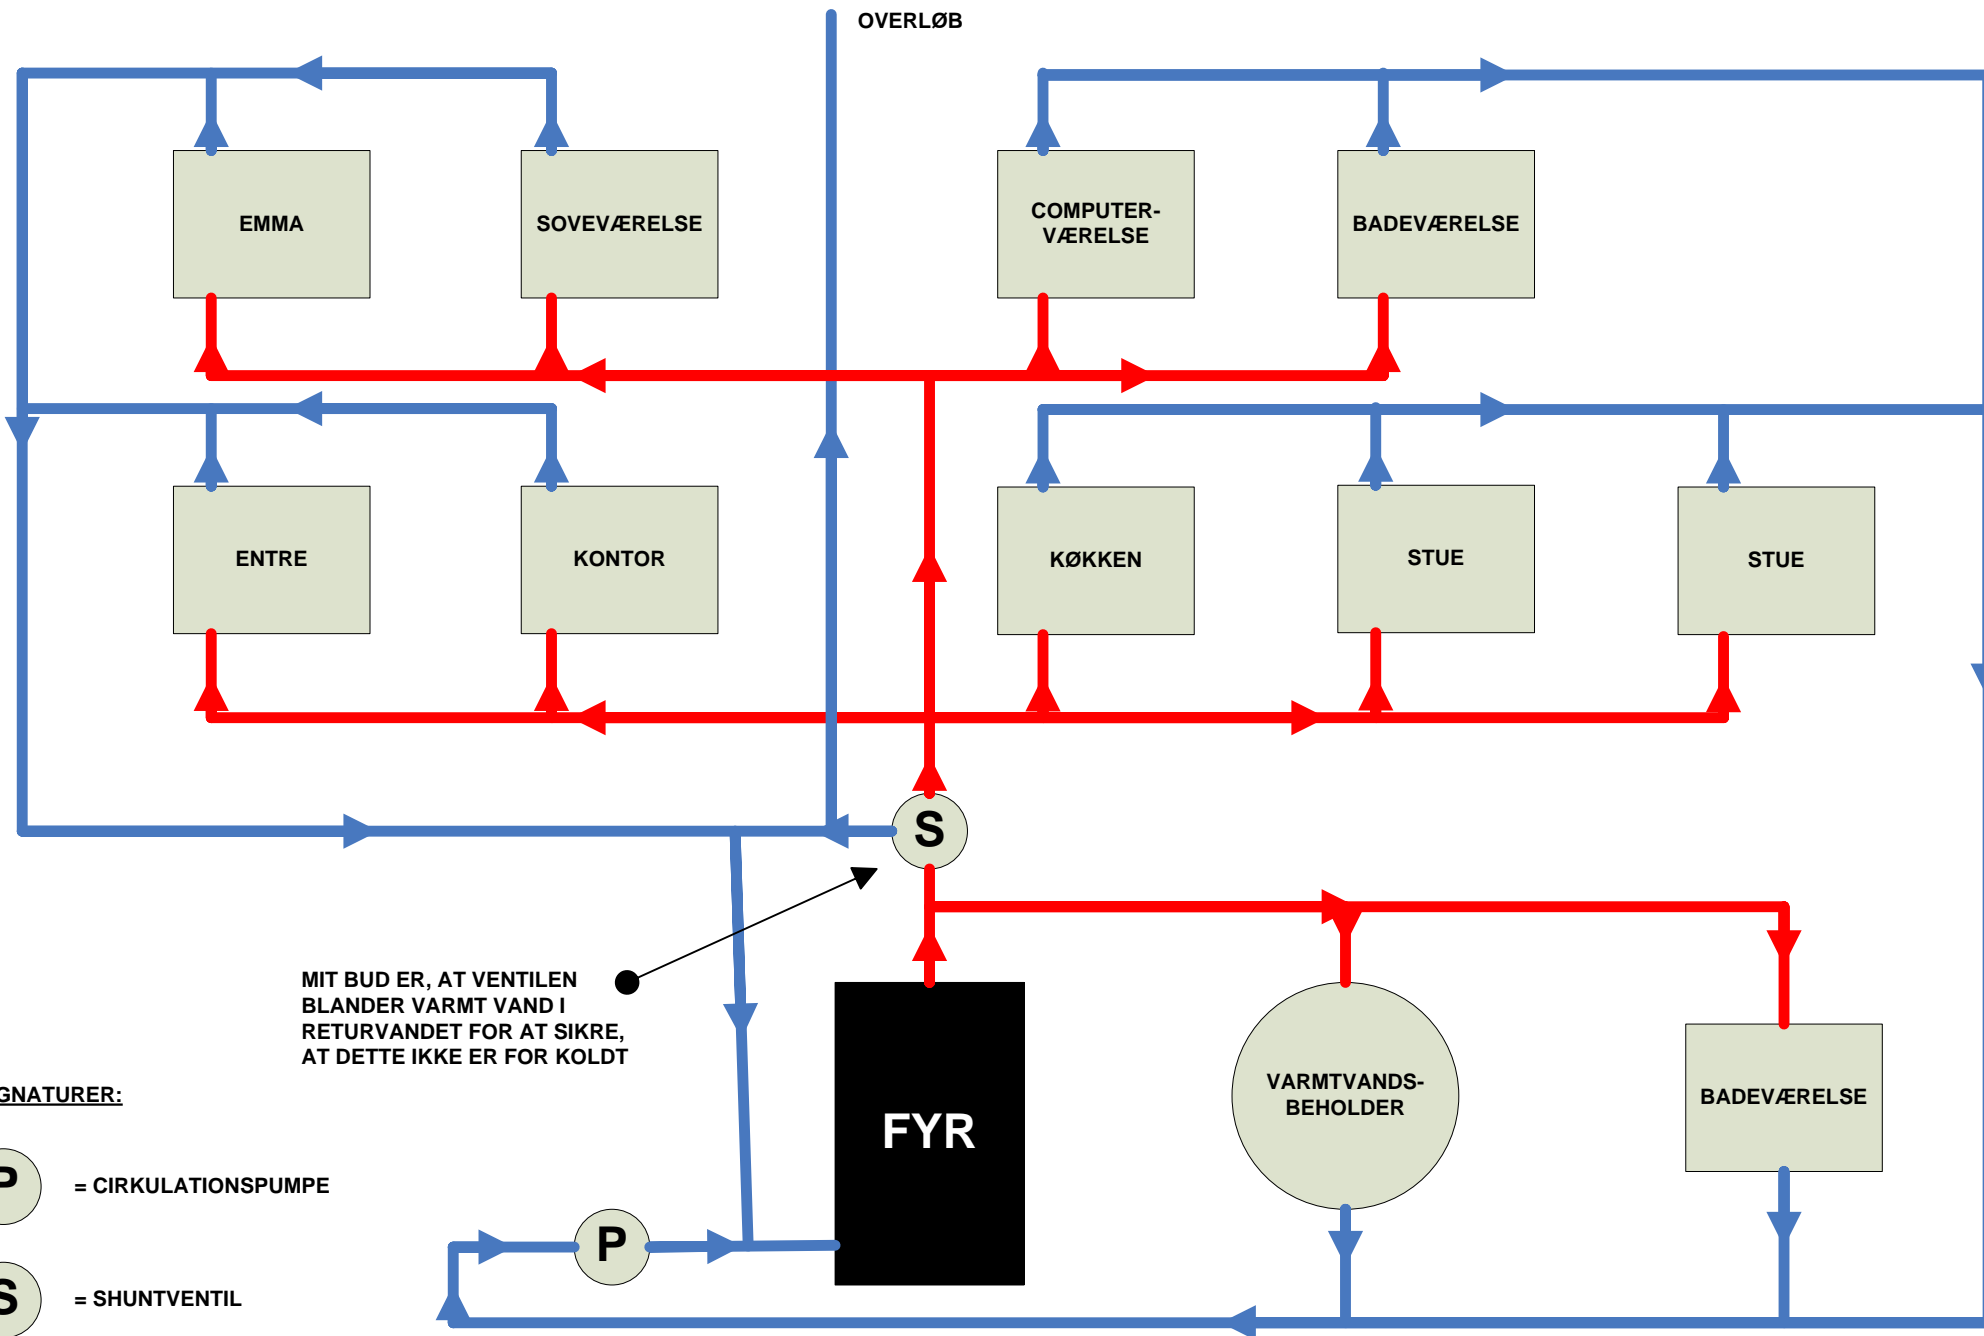 OVERLØB
EMMA
SOVEVÆRELSE
COMPUTER-
VÆRELSE
BADEVÆRELSE
ENTRE
KONTOR
KØKKEN
STUE
STUE
S
MIT BUD ER, AT VENTILEN
BLANDER VARMT VAND I
RETURVANDET FOR AT SIKRE,
AT DETTE IKKE ER FOR KOLDT
FYR
VARMTVANDS-
BEHOLDER
BADEVÆRELSE
GNATURER:
P = CIRKULATIONSPUMPE
P
S = SHUNTVENTIL